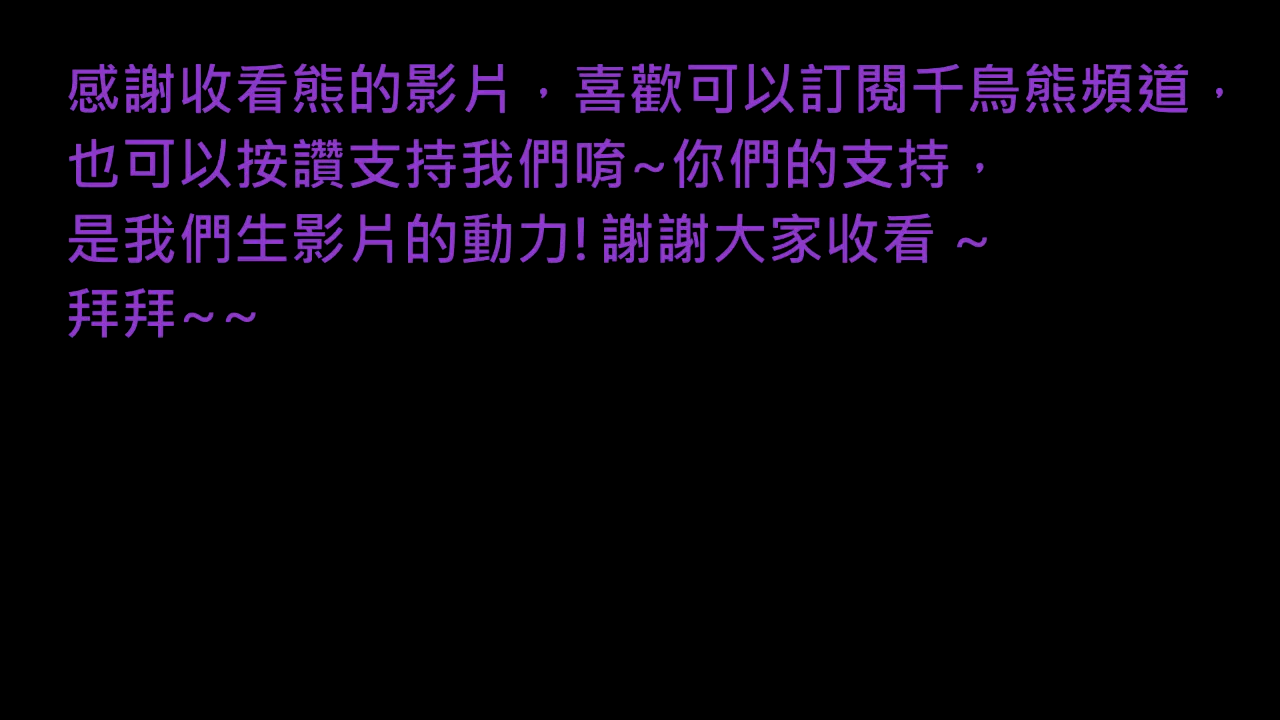 感謝收看熊的影片，喜歡可以訂閱千鳥熊頻道，
也可以按讚支持我們唷~你們的支持，
是我們生影片的動力! 謝謝大家收看 ~
拜拜~~